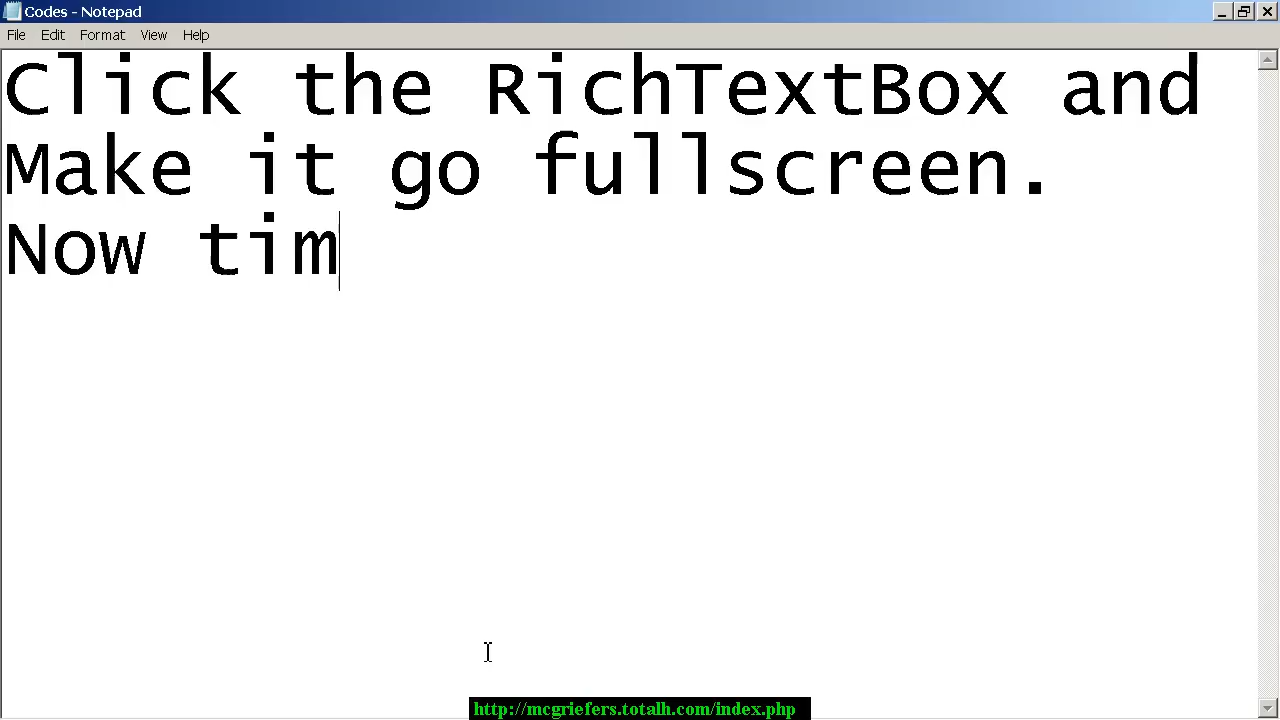 Codes - Notepad
File Edit Format View Help
Click the RichTextBox and
Make it go fullscreen.
Now tim
http://mcgriefers.totalh.com/index.php